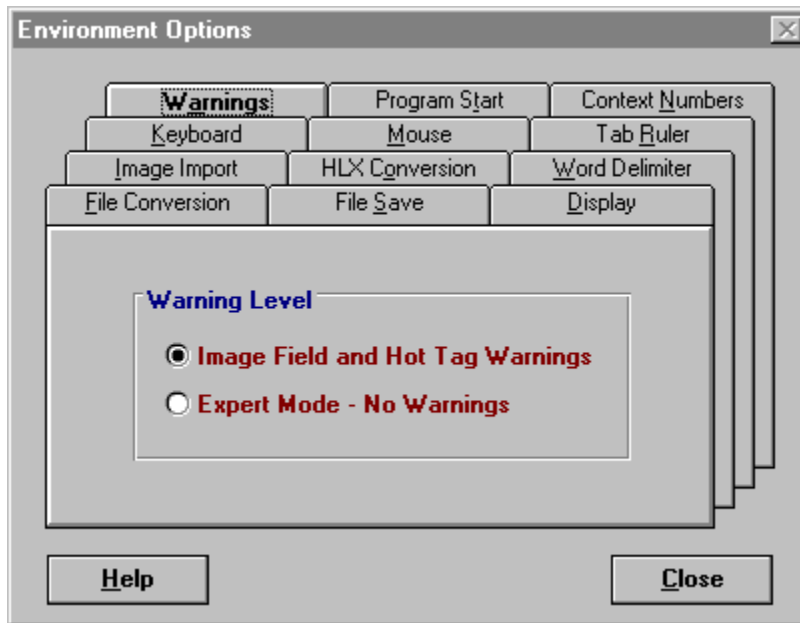 Environment Options
Warnings Program Start Context Numbers
Keyboard Mouse Tab Ruler
Image Import HLX Conversion Word Delimiter
File Conversion File Save Display
Warning Level
Image Field and Hot Tag Warnings
Expert Mode - No Warnings
Help Close